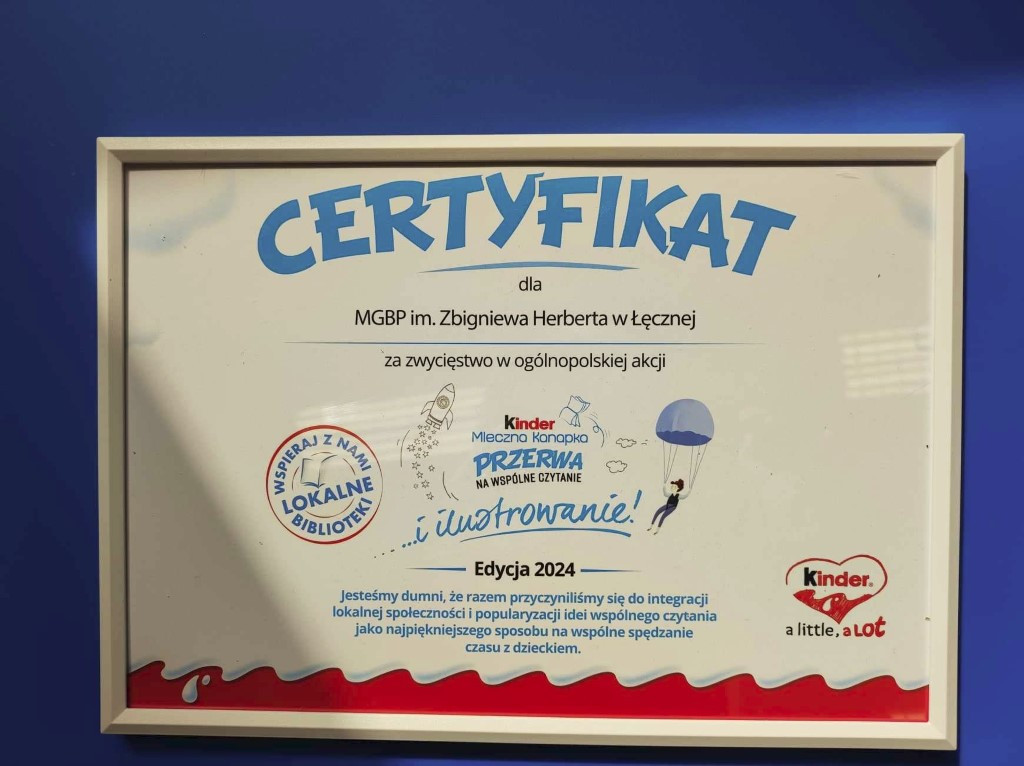 CERTYFIKAT
dla
MGBP im. Zbigniewa Herberta w Łęcznej
za zwycięstwo w ogólnopolskiej akcji
WSPIERAJ Z NAMI
LOKALNE
BIBLIOTEKI
Kinder
Mleczna Kanapka
PRZERWA
NA WSPÓLNE CZYTANIE
...i ilustrowanie!
Edycja 2024
Jesteśmy dumni, że razem przyczyniliśmy się do integracji
lokalnej społeczności i popularyzacji idei wspólnego czytania
jako najpiękniejszego sposobu na wspólne spędzanie
czasu z dzieckiem.
Kinder®
a little, a LOT